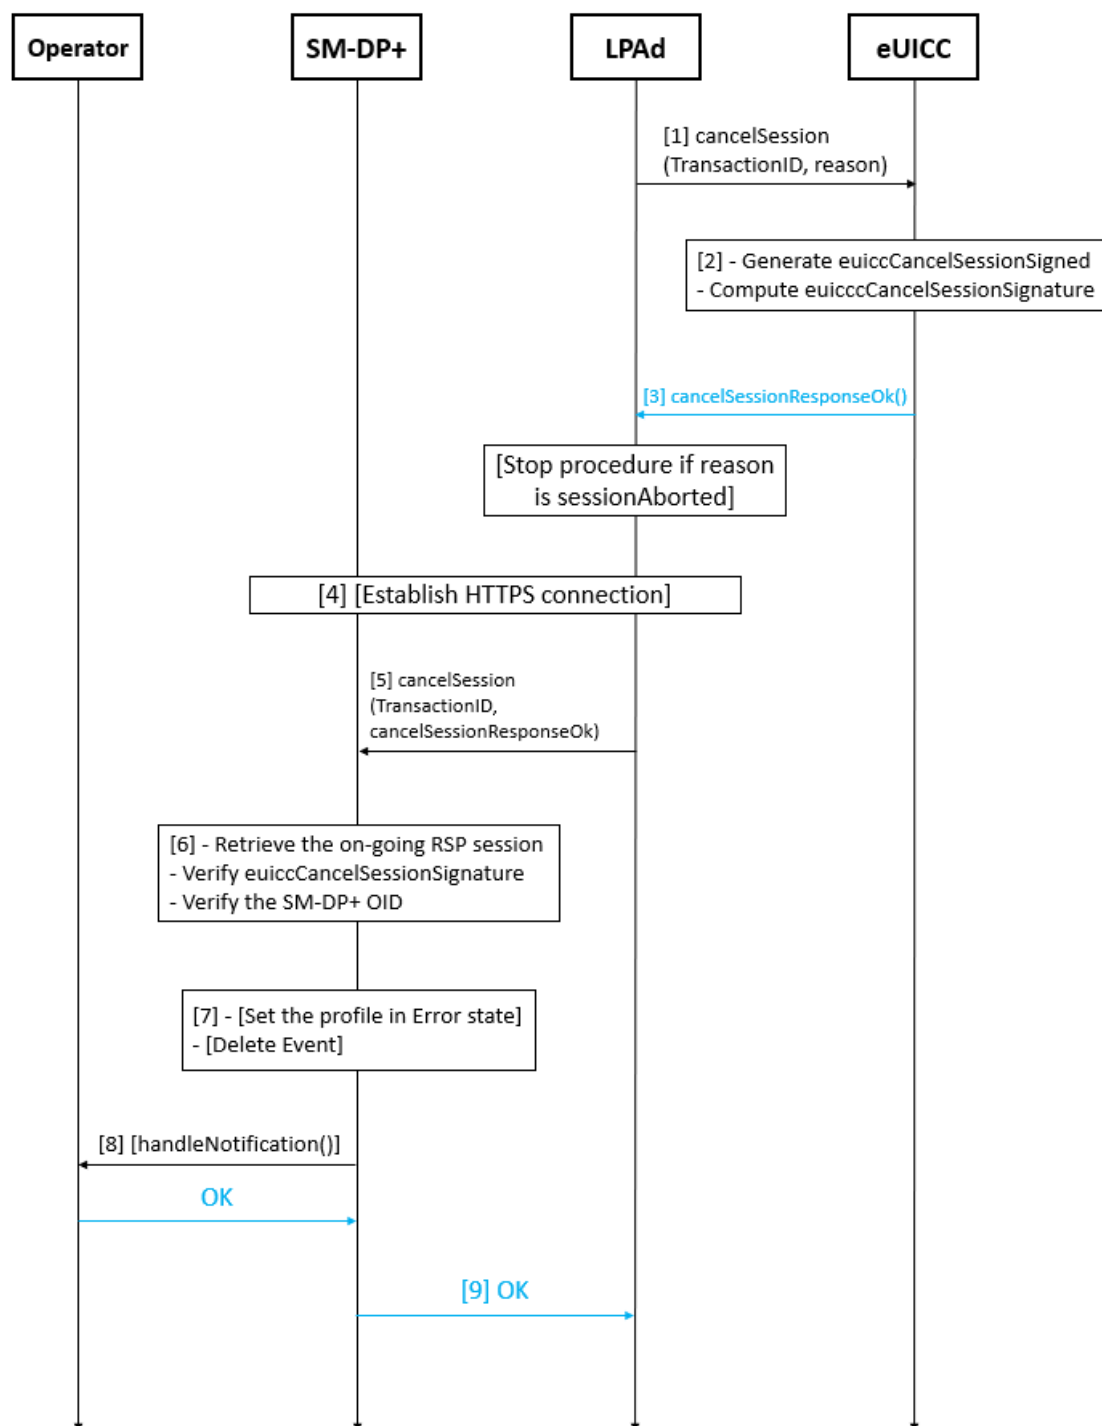 Operator
SM-DP+
LPAd
eUICC
[1] cancelSession
(TransactionID, reason)
[2] - Generate euiccCancelSessionSigned
- Compute euicccCancelSessionSignature
[3] cancelSessionResponseOk()
[Stop procedure if reason
is sessionAborted]
[4] [Establish HTTPS connection]
[5] cancelSession
(TransactionID,
cancelSessionResponseOk)
[6] - Retrieve the on-going RSP session
- Verify euiccCancelSessionSignature
- Verify the SM-DP+ OID
[7] - [Set the profile in Error state]
- [Delete Event]
[8] [handleNotification()]
OK
[9] OK